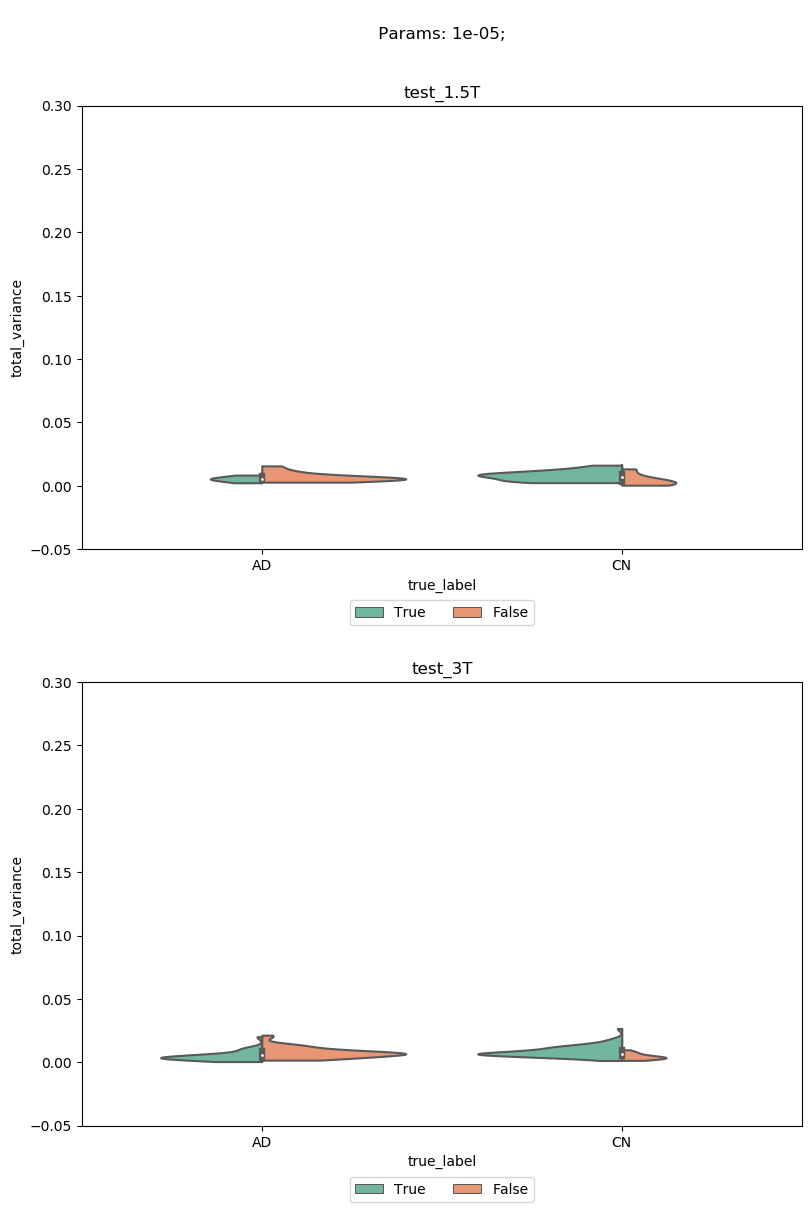 Params: 1e-05;
test_1.5T
0.30
0.25
0.20
0.15
0.10
0.05
0.00
−0.05
total_variance
AD CN
true_label
True False
test_3T
0.30
0.25
0.20
0.15
0.10
0.05
0.00
−0.05
total_variance
AD CN
true_label
True False